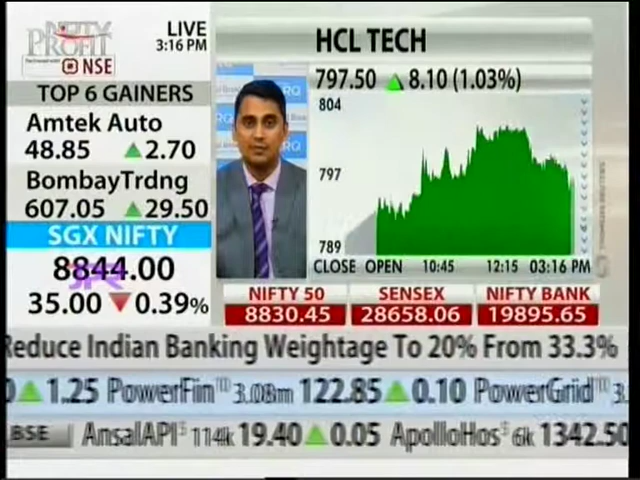 NIFTY
PROFIT
NSE
LIVE
3:16 PM
TOP 6 GAINERS
Amtek Auto
48.85 ▲ 2.70
BombayTrdng
607.05 ▲ 29.50
SGX NIFTY
8844.00
35.00 ▼ 0.39%
HCL TECH
797.50 ▲ 8.10 (1.03%)
804
797
789
CLOSE OPEN 10:45 12:15 03:16 PM
NIFTY 50 SENSEX NIFTY BANK
8830.45 28658.06 19895.65
Reduce Indian Banking Weightage To 20% From 33.3%
0 ▲ 1.25 PowerFin 3.08m 122.85 ▲ 0.10 PowerGrid 3.
BSE AnsalAPI$ 114k 19.40 ▲ 0.05 ApolloHos$ 6k 1342.50